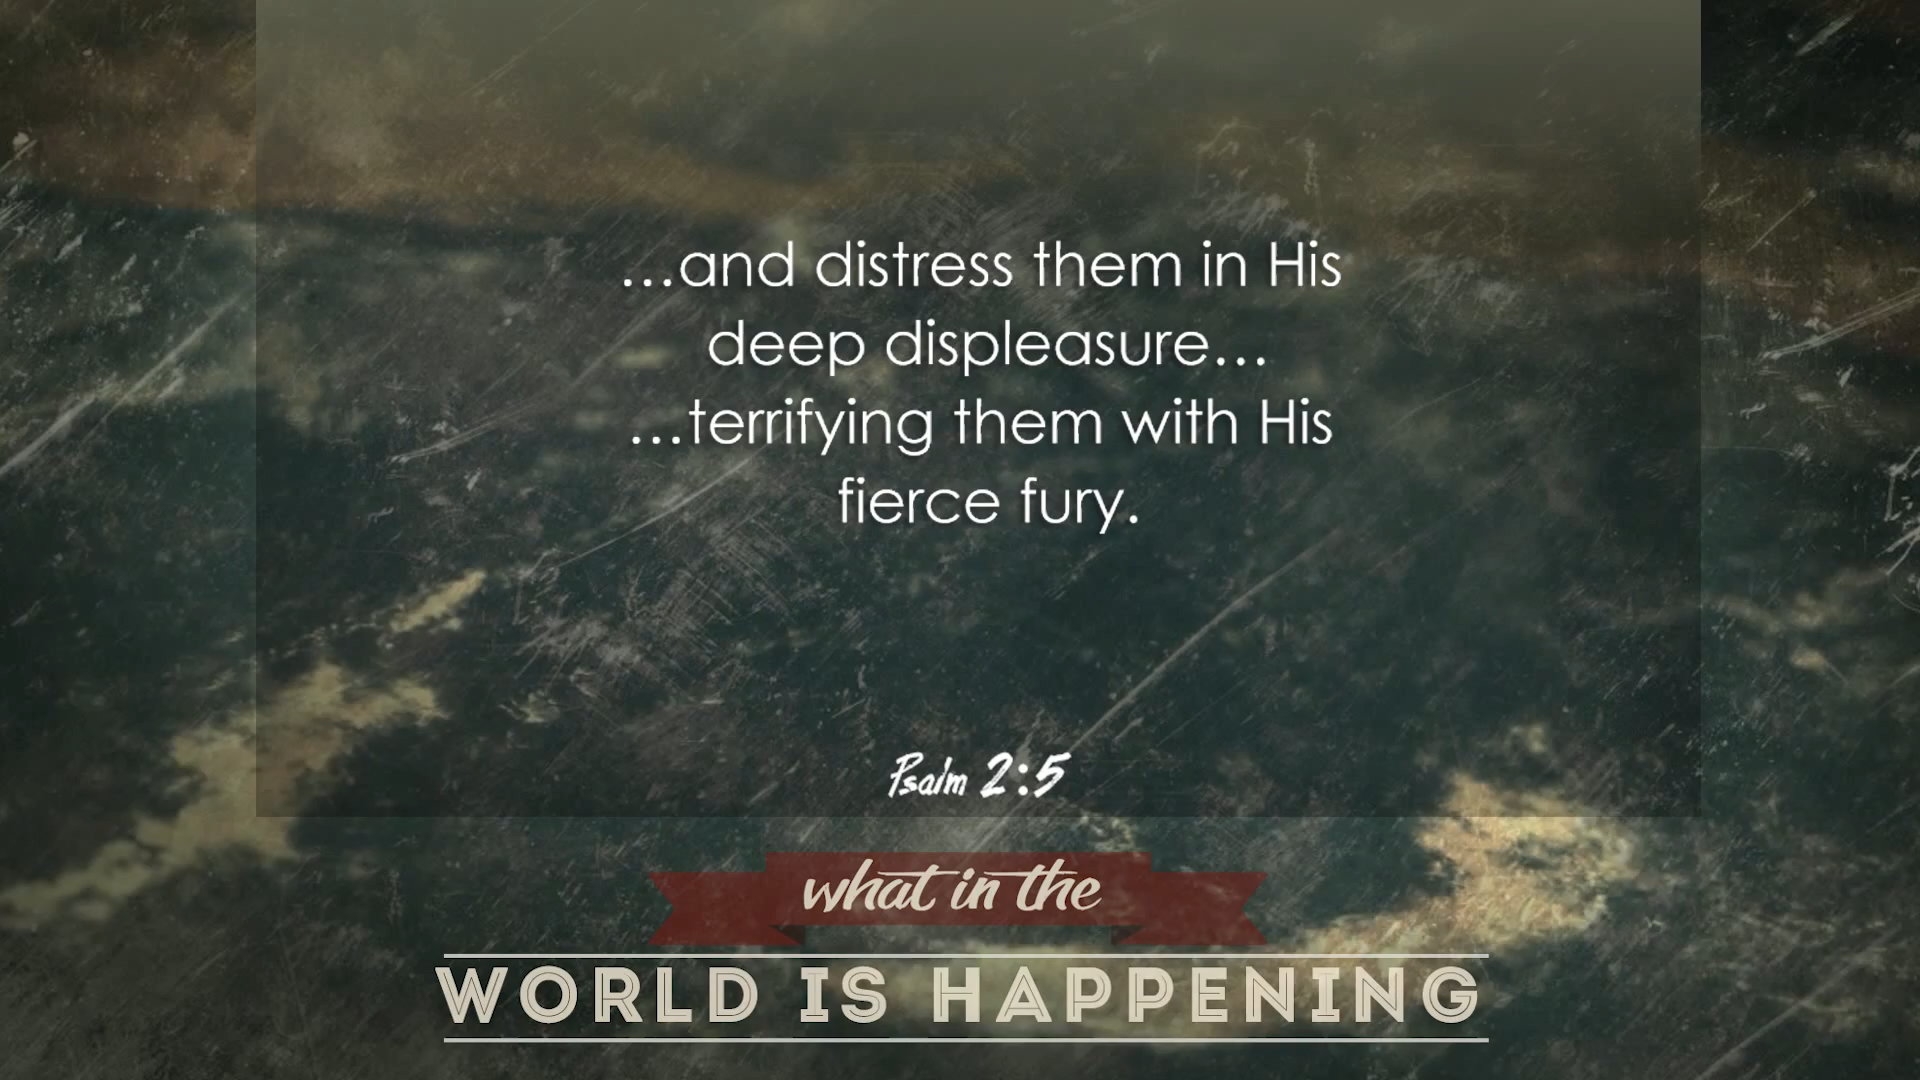 …and distress them in His
deep displeasure…
…terrifying them with His
fierce fury.
Psalm 2:5
what in the
WORLD IS HAPPENING